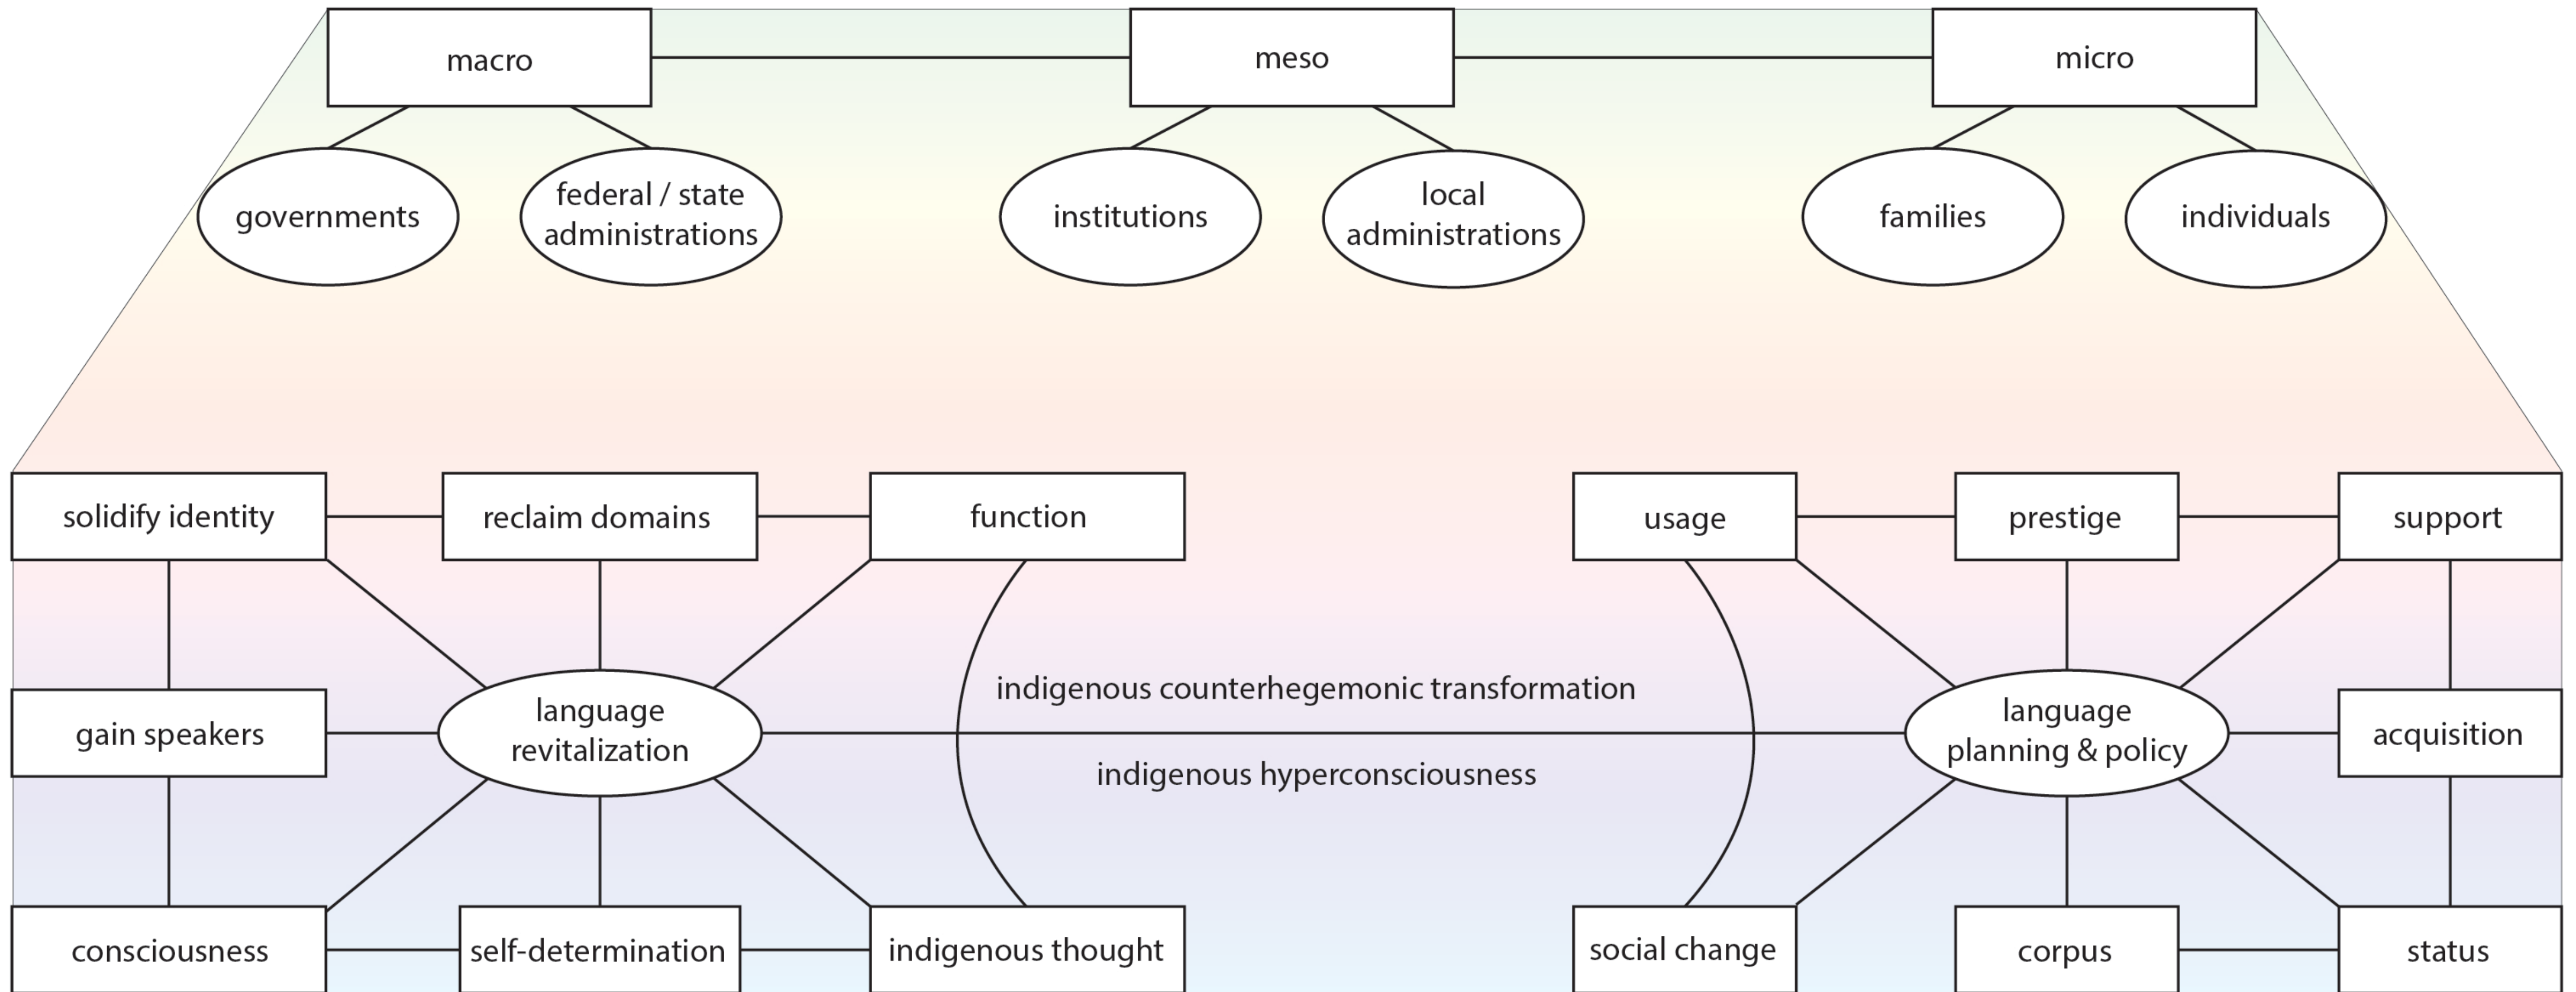 macro
meso
micro
governments
federal / state
administrations
institutions
local
administrations
families
individuals
solidify identity
reclaim domains
function
usage
prestige
support
gain speakers
language
revitalization
indigenous counterhegemonic transformation
indigenous hyperconsciousness
language
planning & policy
acquisition
consciousness
self-determination
indigenous thought
social change
corpus
status